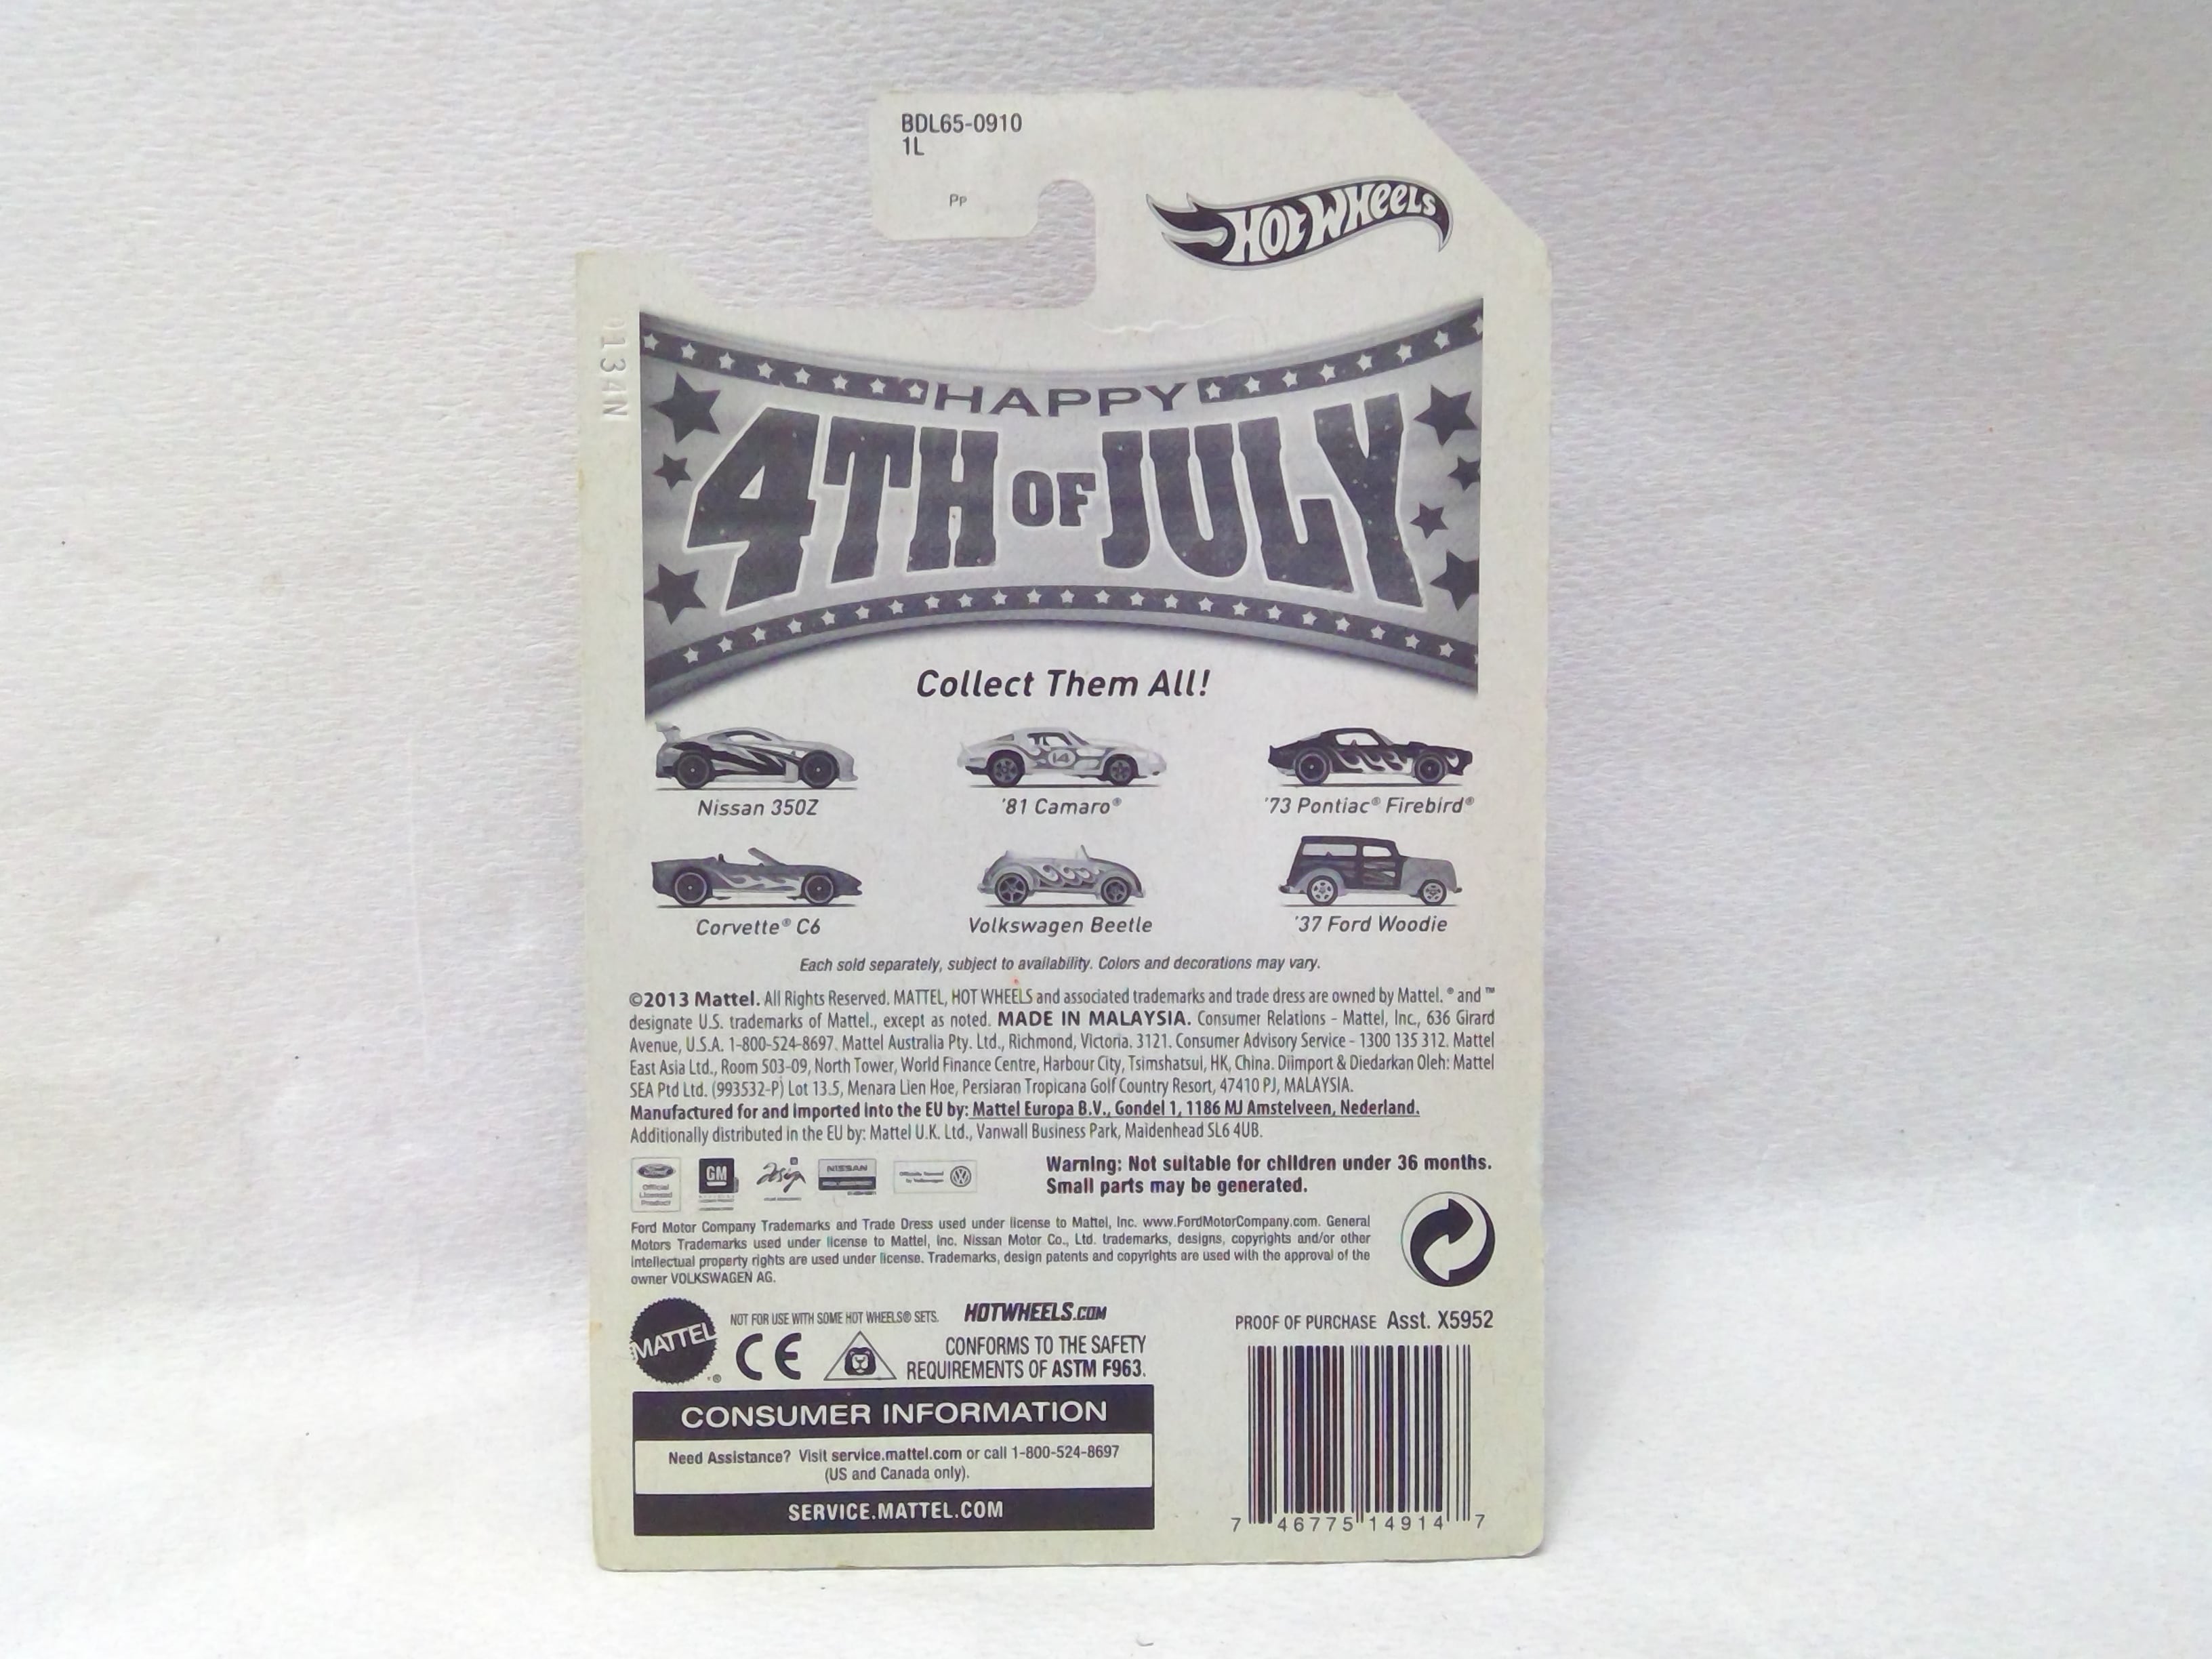 BDL65-0910
1L
PP
HOT WHEELS
134N
HAPPY
4TH OF JULY
Collect Them All!
Nissan 350Z
'81 Camaro®
'73 Pontiac® Firebird®
14
Corvette® C6
Volkswagen Beetle
'37 Ford Woodie
Each sold separately, subject to availability. Colors and decorations may vary.
©2013 Mattel. All Rights Reserved. MATTEL, HOT WHEELS and associated trademarks and trade dress are owned by Mattel. ® and ™
designate U.S. trademarks of Mattel., except as noted. MADE IN MALAYSIA. Consumer Relations - Mattel, Inc., 636 Girard
Avenue, U.S.A. 1-800-524-8697. Mattel Australia Pty. Ltd., Richmond, Victoria. 3121. Consumer Advisory Service - 1300 135 312. Mattel
East Asia Ltd., Room 503-09, North Tower, World Finance Centre, Harbour City, Tsimshatsui, HK, China. Diimport & Diedarkan Oleh: Mattel
SEA Ptd Ltd. (993532-P) Lot 13.5, Menara Lien Hoe, Persiaran Tropicana Golf Country Resort, 47410 PJ, MALAYSIA.
Manufactured for and imported into the EU by: Mattel Europa B.V., Gondel 1, 1186 MJ Amstelveen, Nederland.
Additionally distributed in the EU by: Mattel U.K. Ltd., Vanwall Business Park, Maidenhead SL6 4UB.
Ford
Official
Licensed
Product
GM
NISSAN
Warning: Not suitable for children under 36 months.
Small parts may be generated.
Ford Motor Company Trademarks and Trade Dress used under license to Mattel, Inc. www.FordMotorCompany.com. General
Motors Trademarks used under license to Mattel, Inc. Nissan Motor Co., Ltd. trademarks, designs, copyrights and/or other
intellectual property rights are used under license. Trademarks, design patents and copyrights are used with the approval of the
owner VOLKSWAGEN AG.
MATTEL®
NOT FOR USE WITH SOME HOT WHEELS® SETS.
HOTWHEELS.COM
CE
CONFORMS TO THE SAFETY
REQUIREMENTS OF ASTM F963.
PROOF OF PURCHASE Asst. X5952
CONSUMER INFORMATION
Need Assistance? Visit service.mattel.com or call 1-800-524-8697
(US and Canada only).
SERVICE.MATTEL.COM
7 46775 14914 7